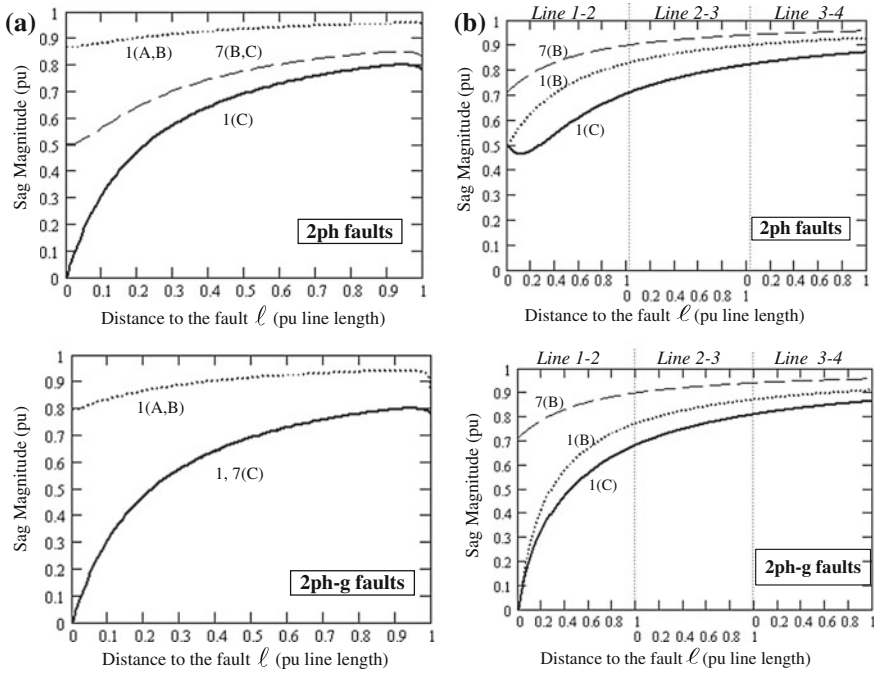 (a)
1
0.9
0.8
0.7
0.6
0.5
0.4
0.3
0.2
0.1
0
Sag Magnitude (pu)
1(A,B)
7(B,C)
1(C)
2ph faults
0 0.1 0.2 0.3 0.4 0.5 0.6 0.7 0.8 0.9 1
Distance to the fault ℓ (pu line length)
(b)
Line 1-2 Line 2-3 Line 3-4
1
0.9
0.8
0.7
0.6
0.5
0.4
0.3
0.2
0.1
0
Sag Magnitude (pu)
7(B)
1(B)
1(C)
2ph faults
0 0.2 0.4 0.6 0.8 1
0 0.2 0.4 0.6 0.8 1
0 0.2 0.4 0.6 0.8 1
Distance to the fault ℓ (pu line length)
1
0.9
0.8
0.7
0.6
0.5
0.4
0.3
0.2
0.1
0
Sag Magnitude (pu)
1(A,B)
1, 7(C)
2ph-g faults
0 0.1 0.2 0.3 0.4 0.5 0.6 0.7 0.8 0.9 1
Distance to the fault ℓ (pu line length)
Line 1-2 Line 2-3 Line 3-4
1
0.9
0.8
0.7
0.6
0.5
0.4
0.3
0.2
0.1
0
Sag Magnitude (pu)
7(B)
1(B)
1(C)
2ph-g faults
0 0.2 0.4 0.6 0.8 1
0 0.2 0.4 0.6 0.8 1
0 0.2 0.4 0.6 0.8 1
Distance to the fault ℓ (pu line length)